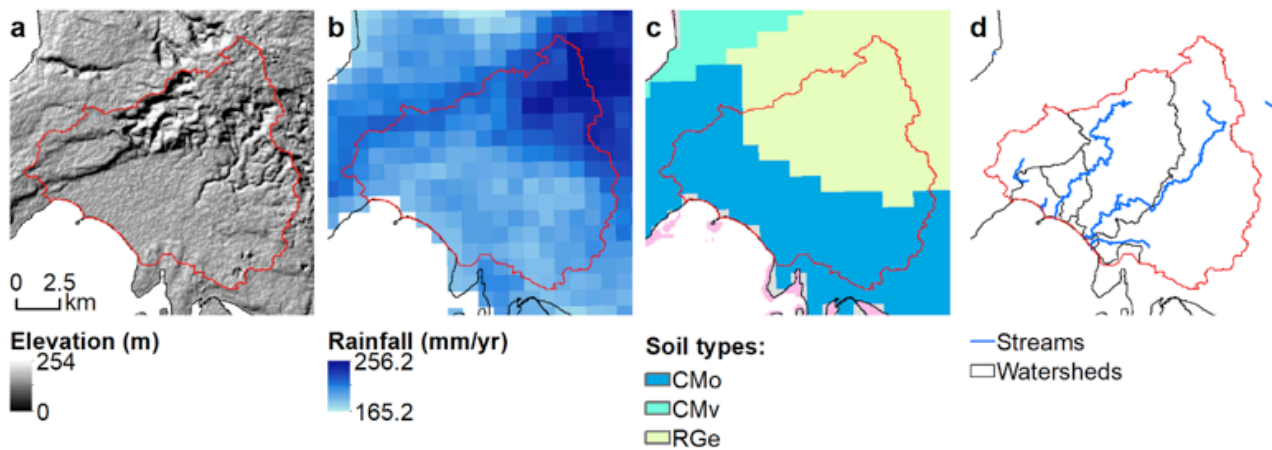 a b c d
0 2.5
km
Elevation (m)
254
0
Rainfall (mm/yr)
256.2
165.2
Soil types:
CMo
CMv
RGe
Streams
Watersheds